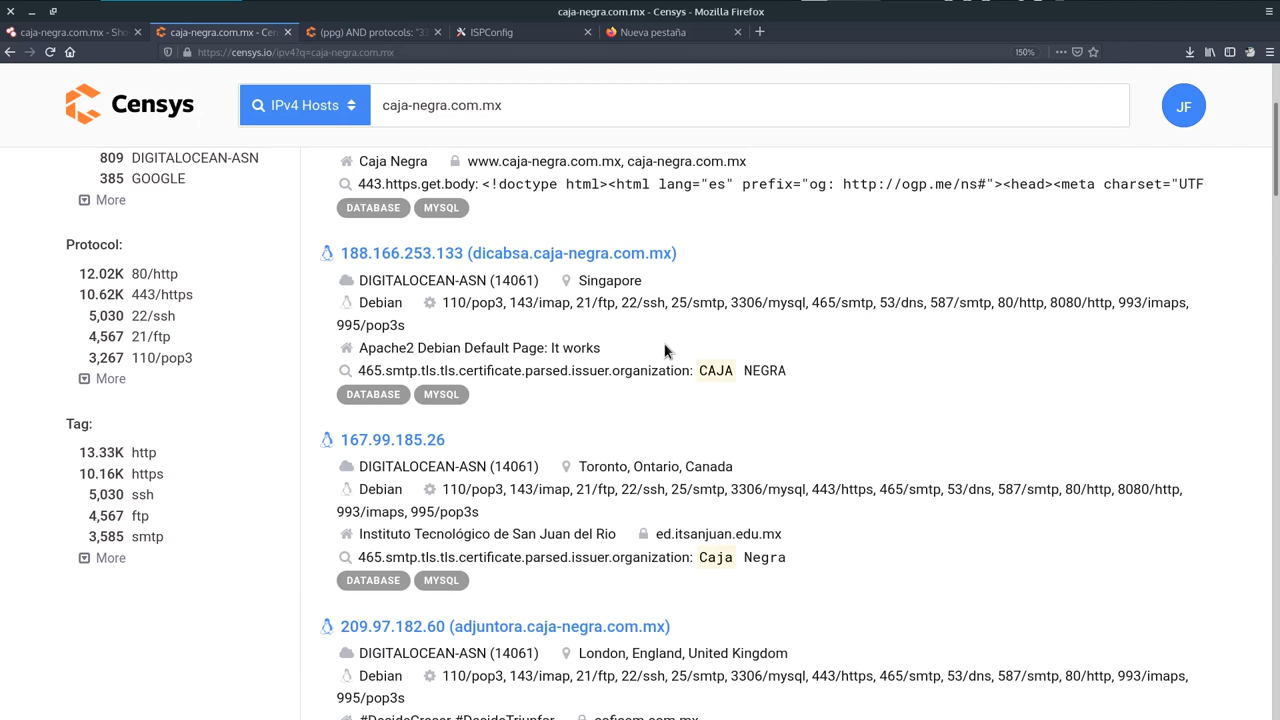 caja-negra.com.mx - Censys - Mozilla Firefox
caja-negra.com.mx - Sho
caja-negra.com.mx - Cen
(ppg) AND protocols: "33
ISPConfig
Nueva pestaña
https://censys.io/ipv4?q=caja-negra.com.mx
150%
Censys
IPv4 Hosts
caja-negra.com.mx
JF
809 DIGITALOCEAN-ASN
385 GOOGLE
More
Protocol:
12.02K 80/http
10.62K 443/https
5,030 22/ssh
4,567 21/ftp
3,267 110/pop3
More
Tag:
13.33K http
10.16K https
5,030 ssh
4,567 ftp
3,585 smtp
More
Caja Negra www.caja-negra.com.mx, caja-negra.com.mx
443.https.get.body: <!doctype html><html lang="es" prefix="og: http://ogp.me/ns#"><head><meta charset="UTF
DATABASE MYSQL
188.166.253.133 (dicabsa.caja-negra.com.mx)
DIGITALOCEAN-ASN (14061) Singapore
Debian 110/pop3, 143/imap, 21/ftp, 22/ssh, 25/smtp, 3306/mysql, 465/smtp, 53/dns, 587/smtp, 80/http, 8080/http, 993/imaps,
995/pop3s
Apache2 Debian Default Page: It works
465.smtp.tls.tls.certificate.parsed.issuer.organization: CAJA NEGRA
DATABASE MYSQL
167.99.185.26
DIGITALOCEAN-ASN (14061) Toronto, Ontario, Canada
Debian 110/pop3, 143/imap, 21/ftp, 22/ssh, 25/smtp, 3306/mysql, 443/https, 465/smtp, 53/dns, 587/smtp, 80/http, 8080/http,
993/imaps, 995/pop3s
Instituto Tecnológico de San Juan del Rio ed.itsanjuan.edu.mx
465.smtp.tls.tls.certificate.parsed.issuer.organization: Caja Negra
DATABASE MYSQL
209.97.182.60 (adjuntora.caja-negra.com.mx)
DIGITALOCEAN-ASN (14061) London, England, United Kingdom
Debian 110/pop3, 143/imap, 21/ftp, 22/ssh, 25/smtp, 3306/mysql, 443/https, 465/smtp, 53/dns, 587/smtp, 80/http, 993/imaps,
995/pop3s
#DecideCrecer #DecideTriunfar